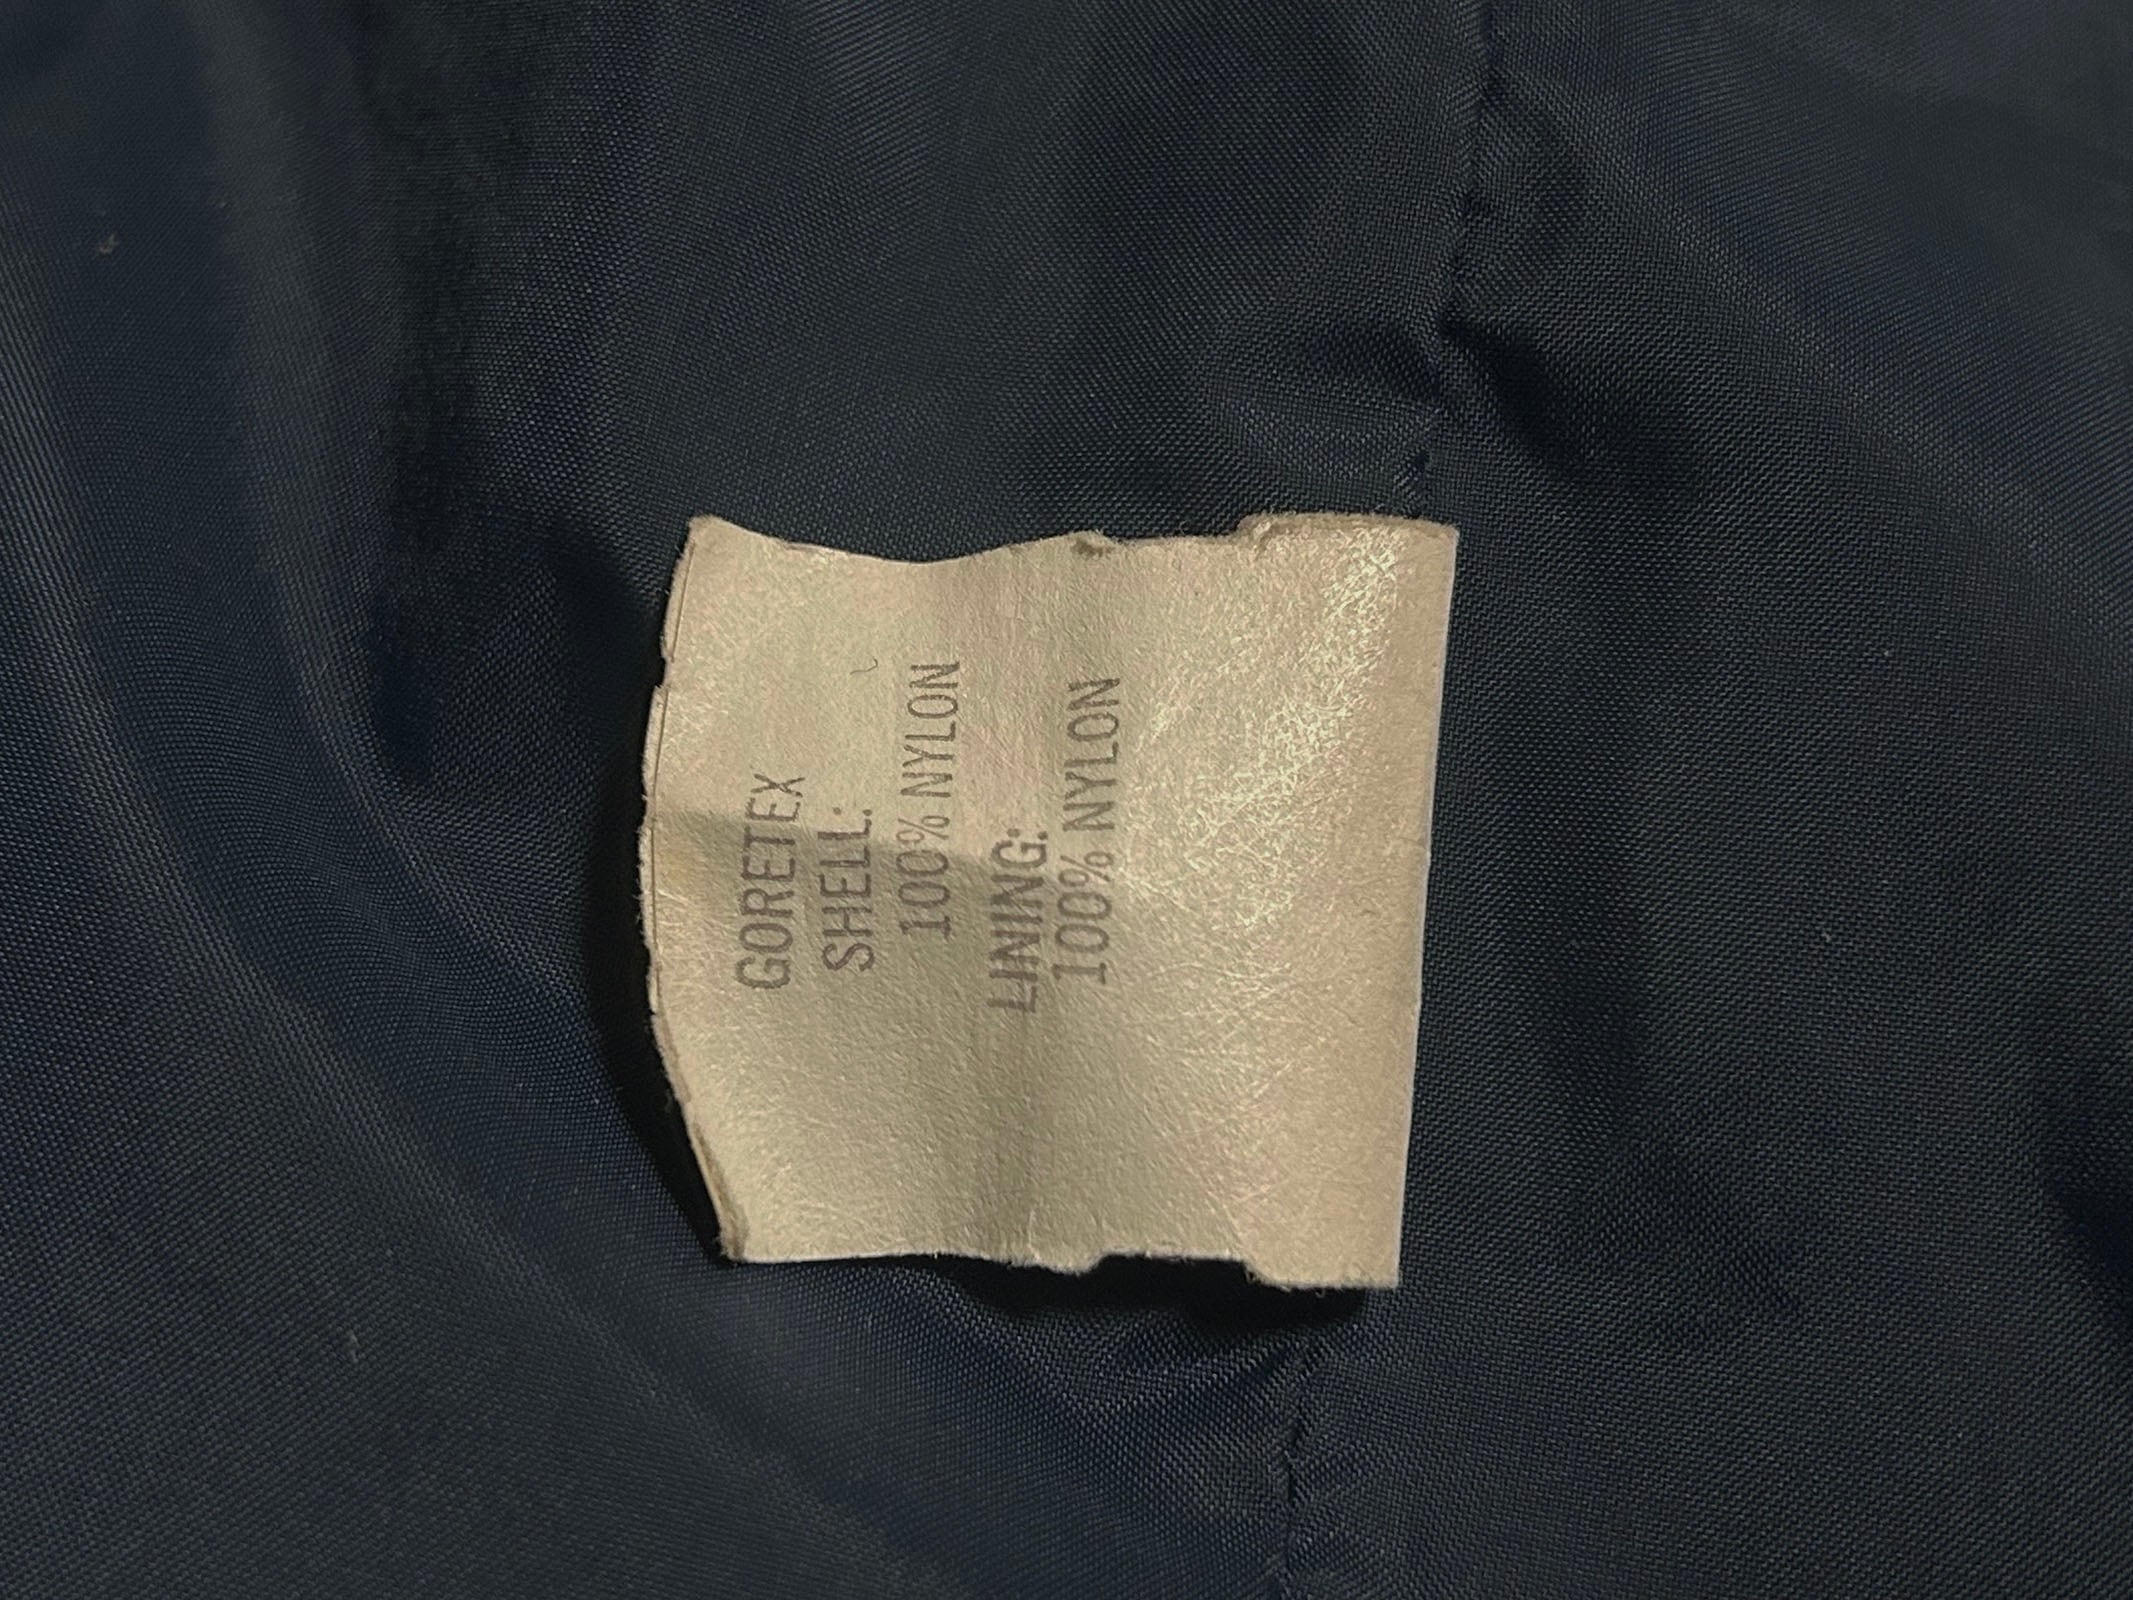 GORETEX
SHELL:
100% NYLON
LINING:
100% NYLON